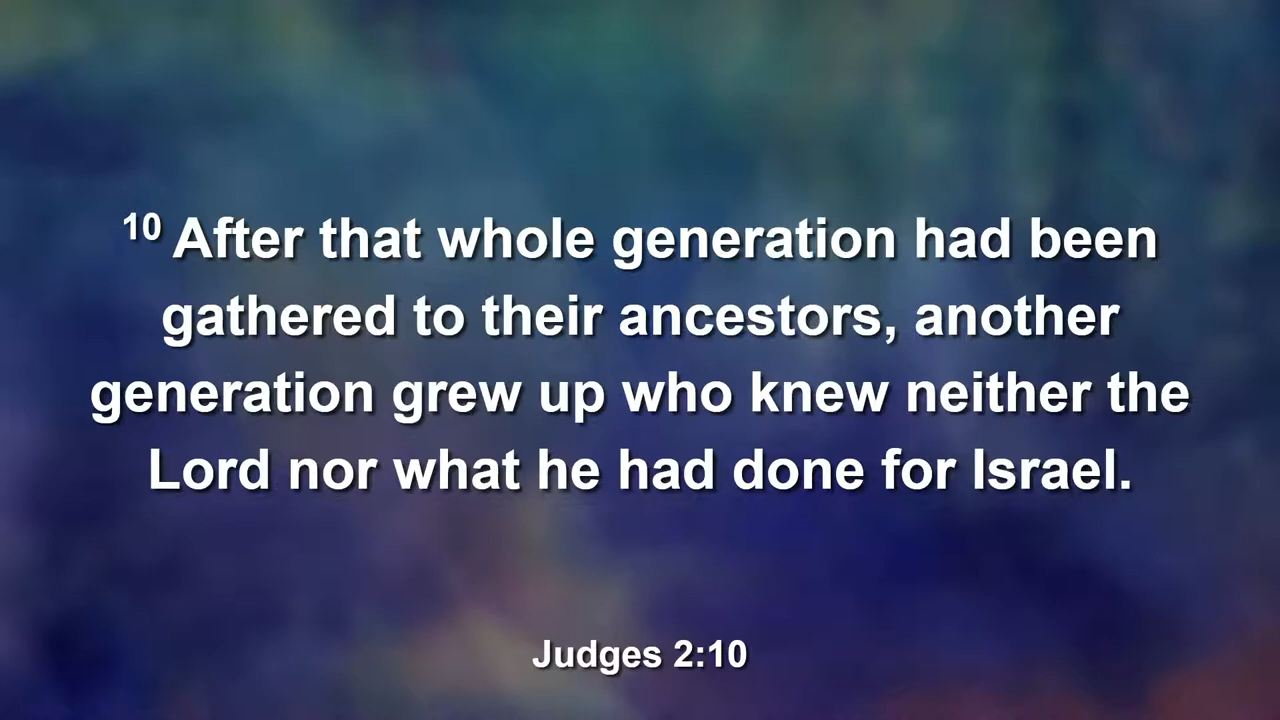 10 After that whole generation had been
gathered to their ancestors, another
generation grew up who knew neither the
Lord nor what he had done for Israel.
Judges 2:10